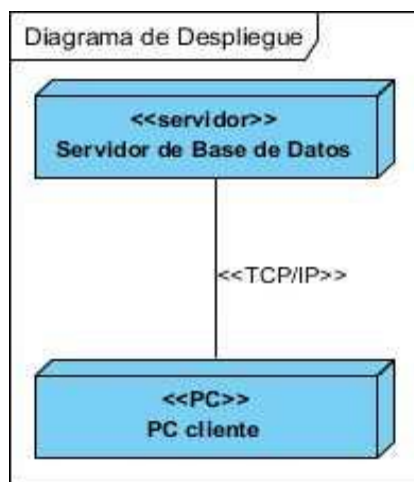 Diagrama de Despliegue
<<servidor>>
Servidor de Base de Datos
<<TCP/IP>>
<<PC>>
PC cliente